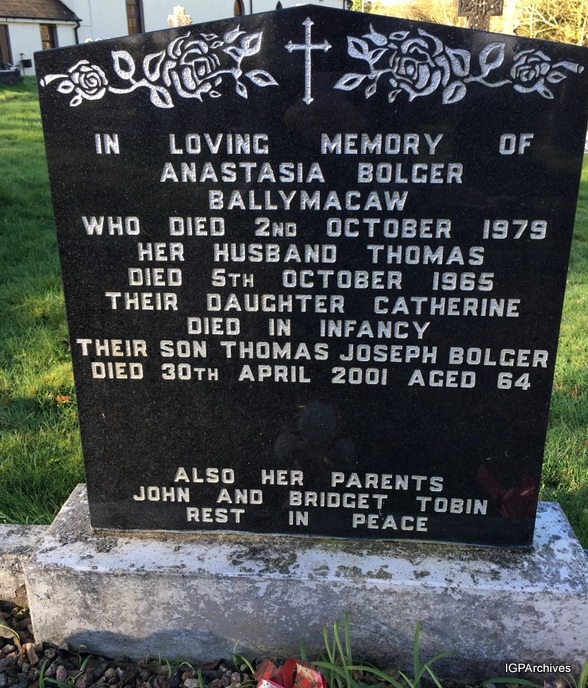 IN LOVING MEMORY OF
ANASTASIA BOLGER
BALLYMACAW
WHO DIED 2ND OCTOBER 1979
HER HUSBAND THOMAS
DIED 5TH OCTOBER 1965
THEIR DAUGHTER CATHERINE
DIED IN INFANCY
THEIR SON THOMAS JOSEPH BOLGER
DIED 30TH APRIL 2001 AGED 64
ALSO HER PARENTS
JOHN AND BRIDGET TOBIN
REST IN PEACE
IGPArchives